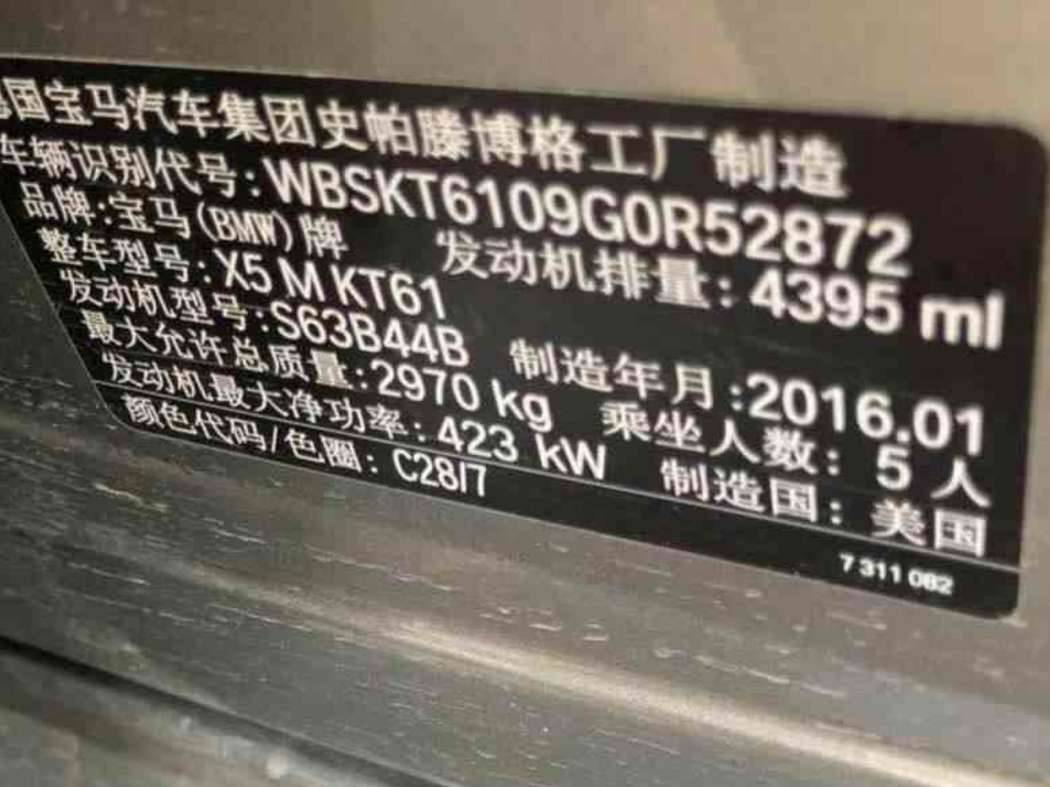 国宝马汽车集团史帕滕博格工厂 制造
车辆识别代号:WBSKT6109G0R52872
品牌:宝马(BMW)牌 发动机排量:4395 ml
整车型号:X5 M KT61
发动机型号:S63B44B 制造年月:2016.01
最大允许总质量:2970 kg 乘坐人数: 5 人
发动机最大净功率:423 kW 制造国:美国
颜色代码/色圈:C28/7
7 311 082